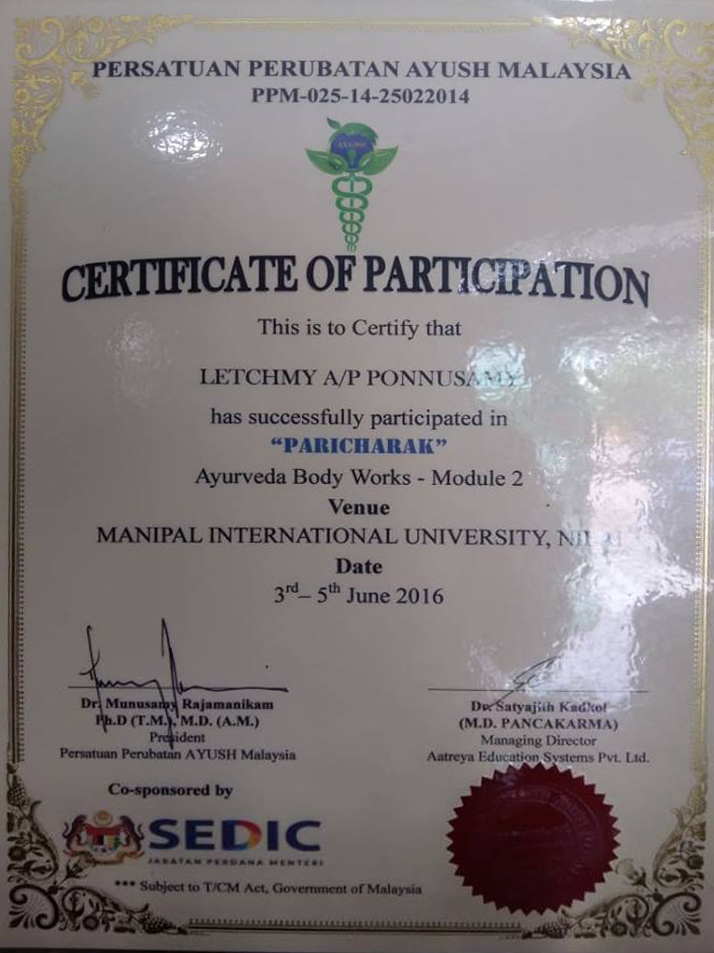 PERSATUAN PERUBATAN AYUSH MALAYSIA
PPM-025-14-25022014
AYUSH
CERTIFICATE OF PARTICIPATION
This is to Certify that
LETCHMY A/P PONNUSAMY
has successfully participated in
“PARICHARAK”
Ayurveda Body Works - Module 2
Venue
MANIPAL INTERNATIONAL UNIVERSITY,
Date
3rd– 5th June 2016
Dr. Munusamy Rajamanikam
Ph.D (T.M.), M.D. (A.M.)
President
Persatuan Perubatan AYUSH Malaysia
Dr. Satyajith Kadkol
(M.D. PANCAKARMA)
Managing Director
Aatreya Education Systems Pvt. Ltd.
Co-sponsored by
SEDIC
JABATAN PERDANA MENTERI
*** Subject to T/CM Act, Government of Malaysia